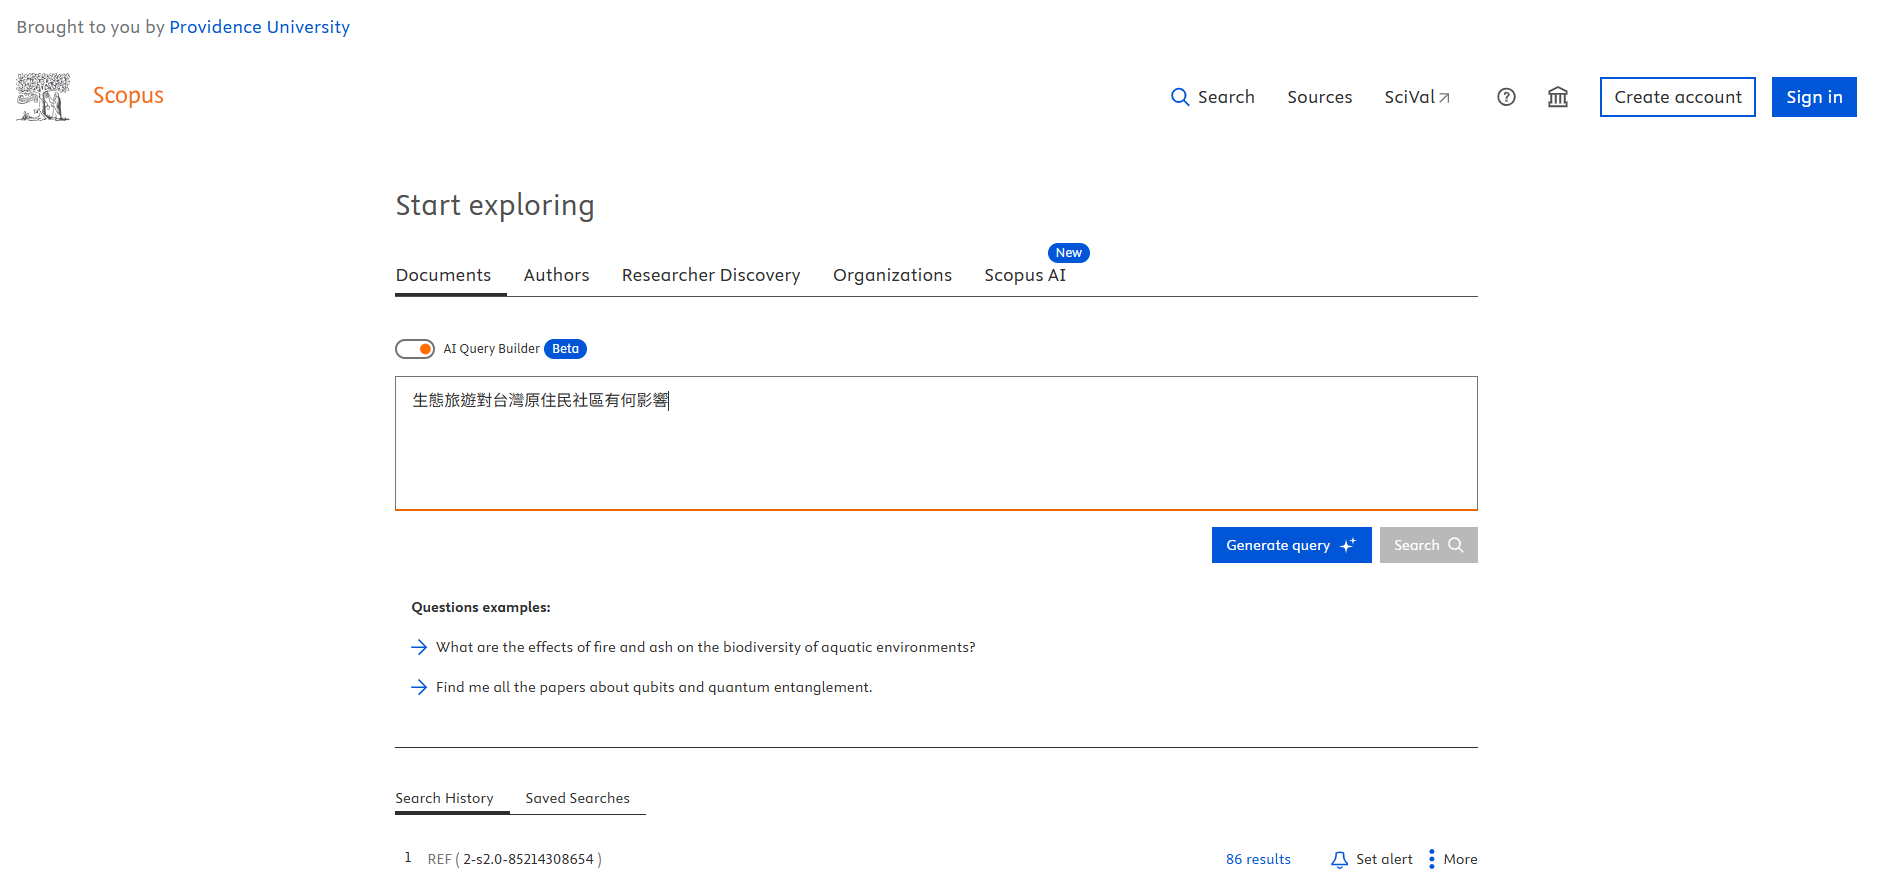 Brought to you by Providence University
Scopus
Search Sources SciVal Create account Sign in
Start exploring
New
Documents Authors Researcher Discovery Organizations Scopus AI
AI Query Builder Beta
生態旅遊對台灣原住民社區有何影響
Generate query Search
Questions examples:
What are the effects of fire and ash on the biodiversity of aquatic environments?
Find me all the papers about qubits and quantum entanglement.
Search History Saved Searches
1 REF ( 2-s2.0-85214308654 ) 86 results Set alert More